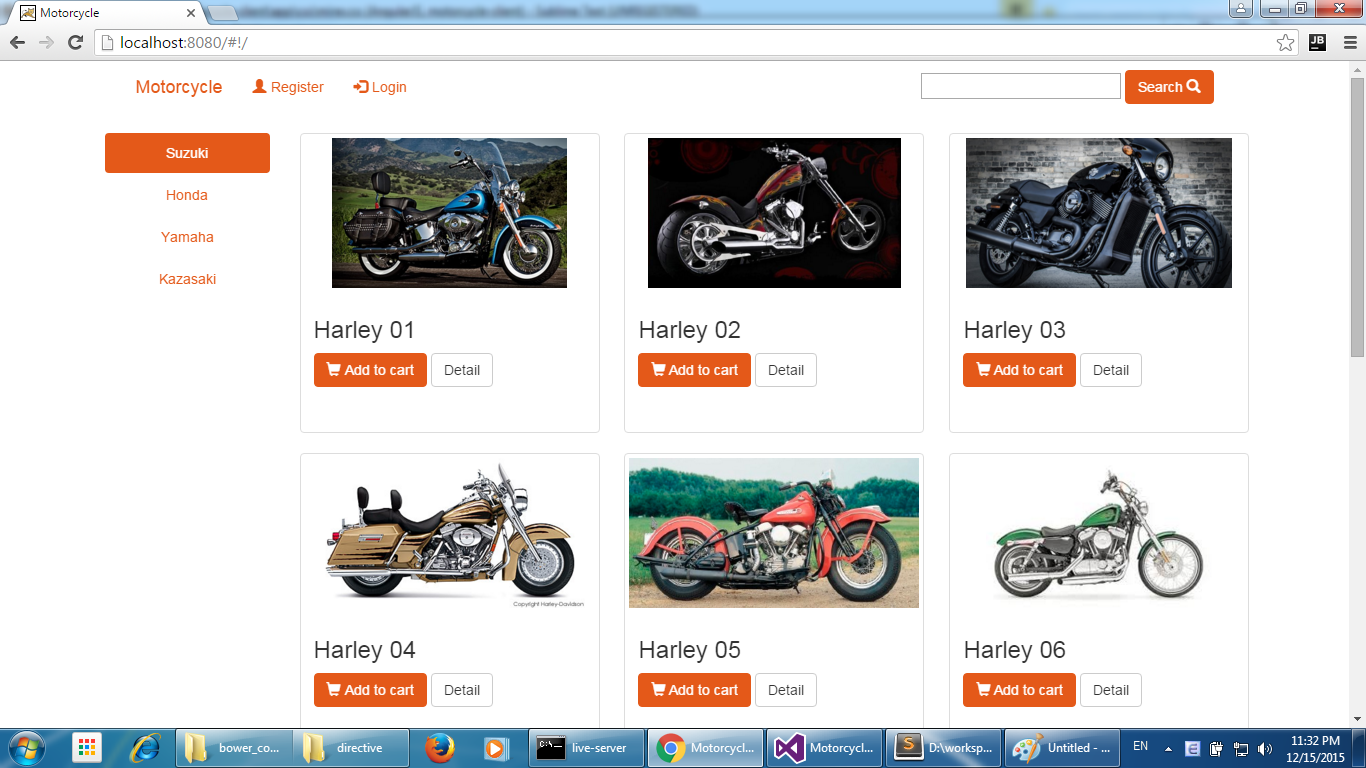 Motorcycle
localhost:8080/#!/
Motorcycle Register Login Search
Suzuki
Honda
Yamaha
Kazasaki
Harley 01 Harley 02 Harley 03
Add to cart Detail Add to cart Detail Add to cart Detail
Copyright Harley-Davidson
Harley 04 Harley 05 Harley 06
Add to cart Detail Add to cart Detail Add to cart Detail
bower_co... directive live-server Motorcycl... Motorcycl... D:\worksp... Untitled - ... EN 11:32 PM
12/15/2015